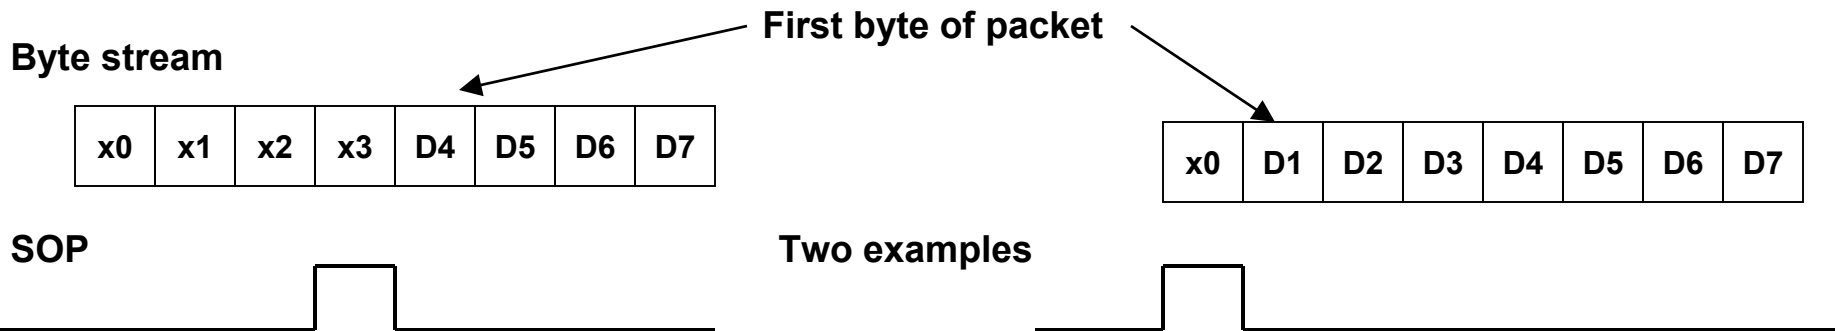 First byte of packet
Byte stream
x0 x1 x2 x3 D4 D5 D6 D7
x0 D1 D2 D3 D4 D5 D6 D7
SOP
Two examples